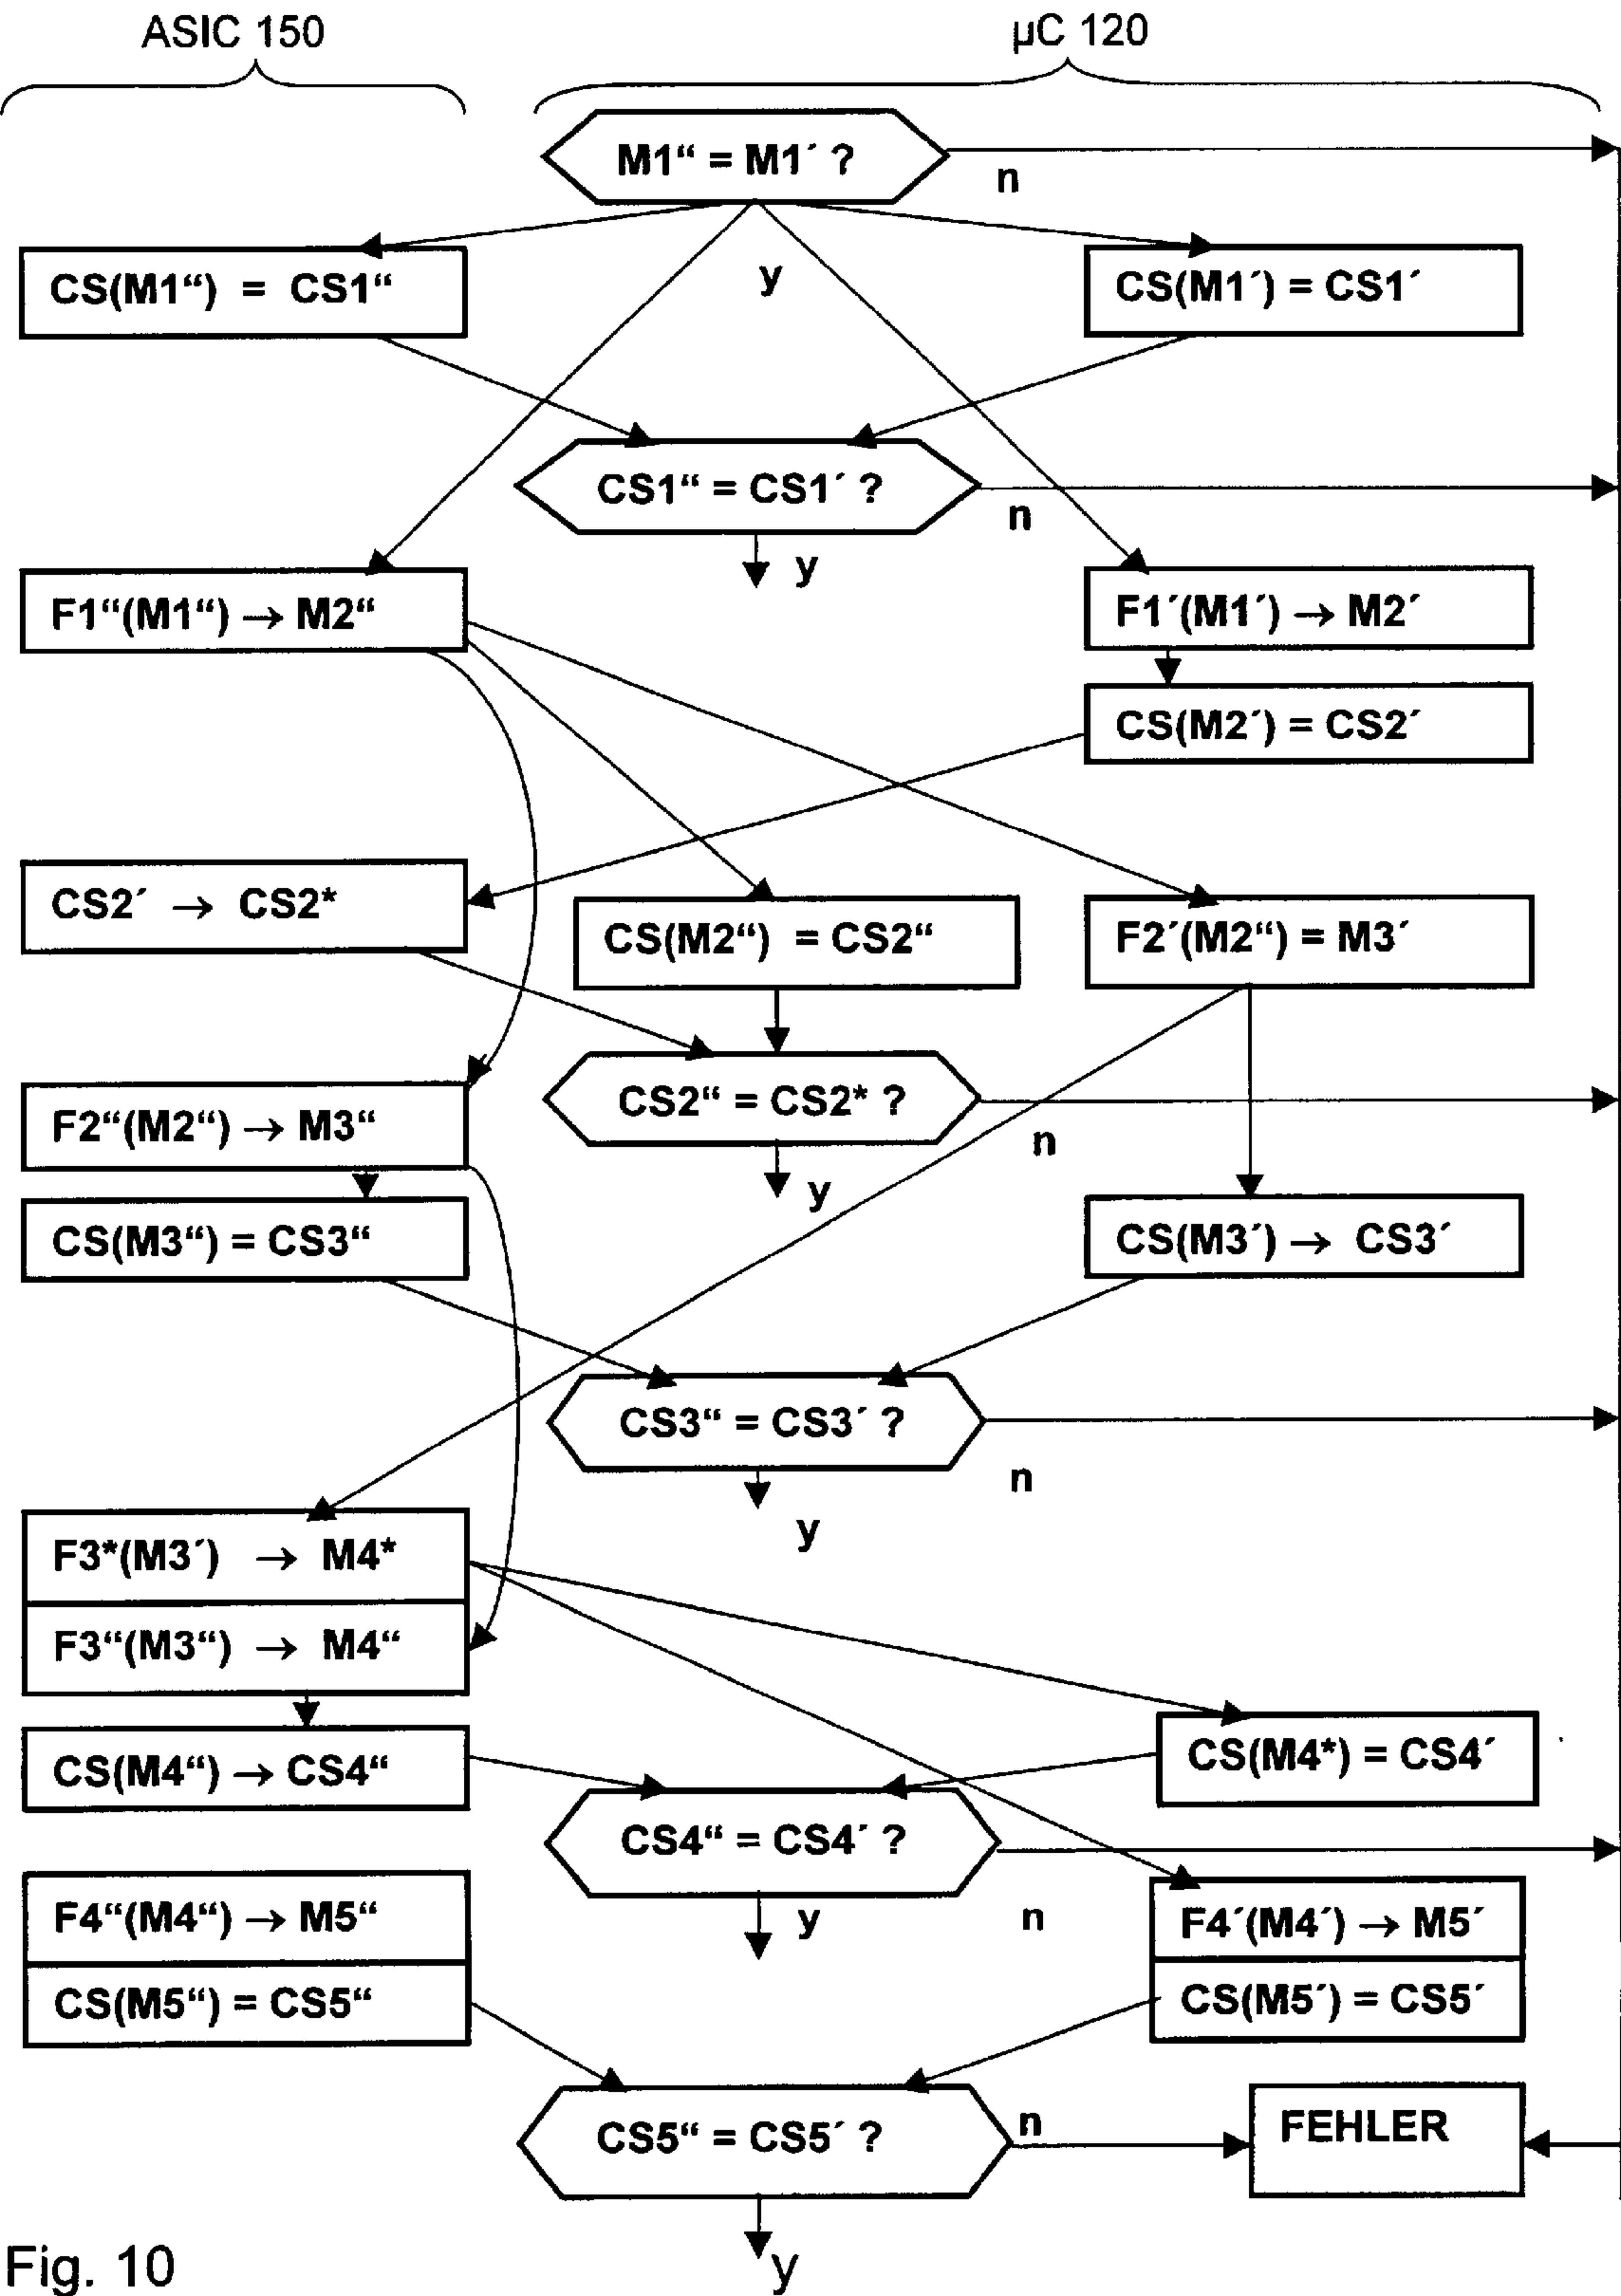 ASIC 150
µC 120
M1“ = M1´ ?
n
CS(M1“) = CS1“
y
CS(M1´) = CS1´
CS1“ = CS1´ ?
n
y
F1“(M1“) → M2“
F1´(M1´) → M2´
CS(M2´) = CS2´
CS2´ → CS2*
CS(M2“) = CS2“
F2´(M2“) = M3´
CS2“ = CS2* ?
n
y
F2“(M2“) → M3“
CS(M3“) = CS3“
CS(M3´) → CS3´
CS3“ = CS3´ ?
n
y
F3*(M3´) → M4*
F3“(M3“) → M4“
CS(M4“) → CS4“
CS(M4*) = CS4´
CS4“ = CS4´ ?
y
n
F4“(M4“) → M5“
F4´(M4´) → M5´
CS(M5“) = CS5“
CS(M5´) = CS5´
CS5“ = CS5´ ?
n
FEHLER
y
Fig. 10